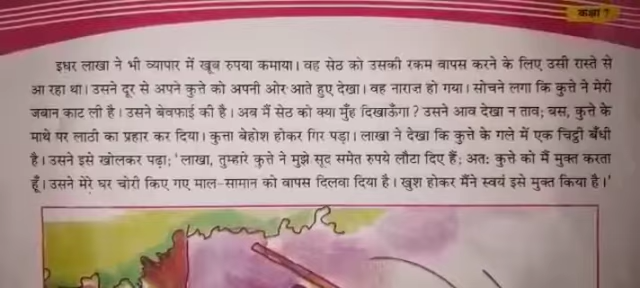 कक्षा 7
इधर लाखा ने भी व्यापार में खूब रुपया कमाया। वह सेठ को उसकी रकम वापस करने के लिए उसी रास्ते से
आ रहा था। उसने दूर से अपने कुत्ते को अपनी ओर आते हुए देखा। वह नाराज हो गया। सोचने लगा कि कुत्ते ने मेरी
जबान काट ली है। उसने बेवफाई की है। अब मैं सेठ को क्या मुँह दिखाऊँगा? उसने आव देखा न ताव; बस, कुत्ते के
माथे पर लाठी का प्रहार कर दिया। कुत्ता बेहोश होकर गिर पड़ा। लाखा ने देखा कि कुत्ते के गले में एक चिट्ठी बँधी
है। उसने इसे खोलकर पढ़ा; 'लाखा, तुम्हारे कुत्ते ने मुझे सूद समेत रुपये लौटा दिए हैं; अतः कुत्ते को मैं मुक्त करता
हूँ। उसने मेरे घर चोरी किए गए माल-सामान को वापस दिलवा दिया है। खुश होकर मैंने स्वयं इसे मुक्त किया है।'